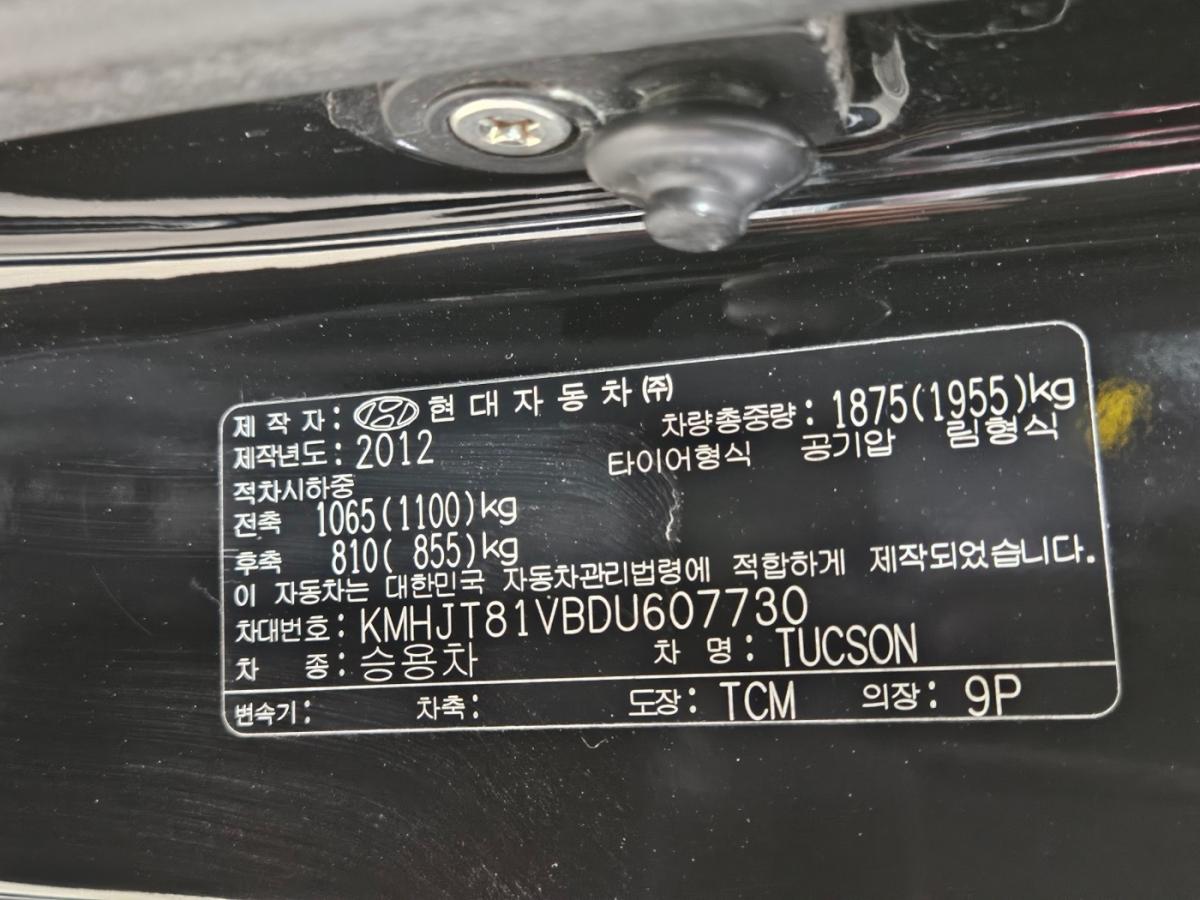 제 작 자 : 현 대 자 동 차 ㈜
제작년도 : 2012 차량총중량 : 1875(1955)kg
적차시하중 타이어형식 공기압 림형식
전축 1065(1100)kg
후축 810( 855)kg
이 자동차는 대한민국 자동차관리법령에 적합하게 제작되었습니다.
차대번호 : KMHJT81VBDU607730
차 종 : 승용차 차 명 : TUCSON
변속기 : 차축 : 도장 : TCM 의장 : 9P